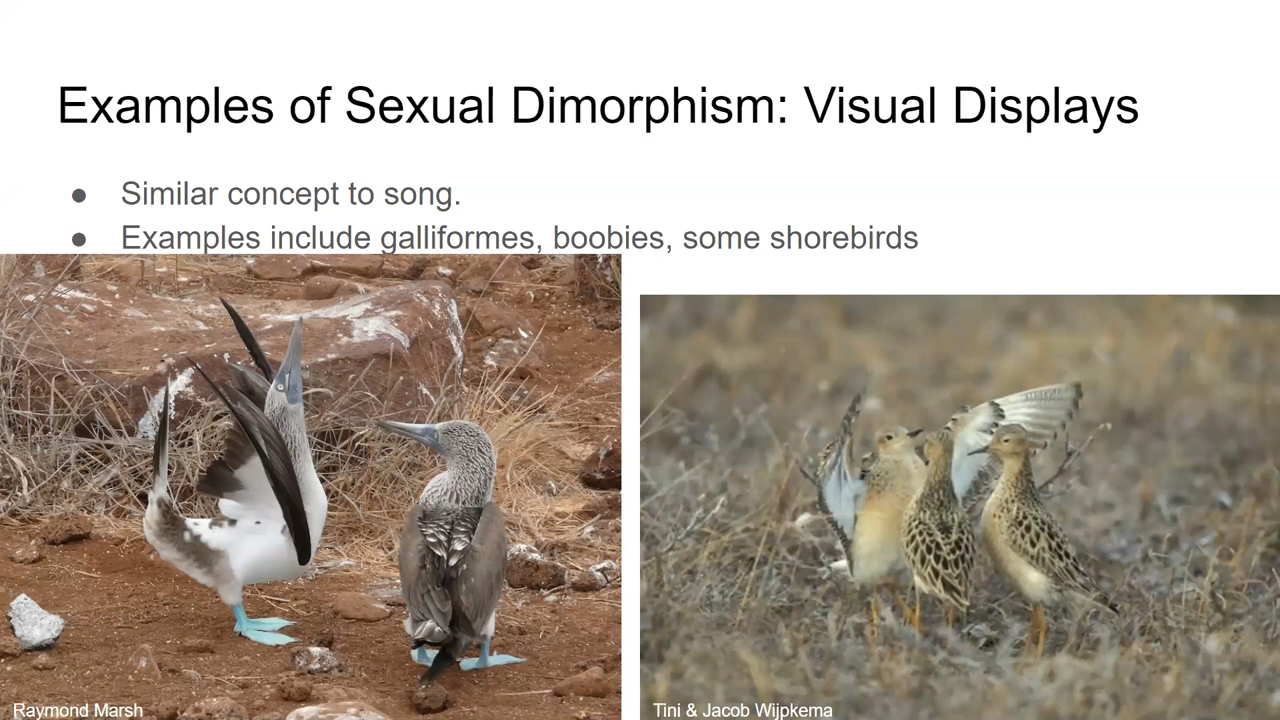 Examples of Sexual Dimorphism: Visual Displays
● Similar concept to song.
● Examples include galliformes, boobies, some shorebirds
Raymond Marsh
Tini & Jacob Wijpkema